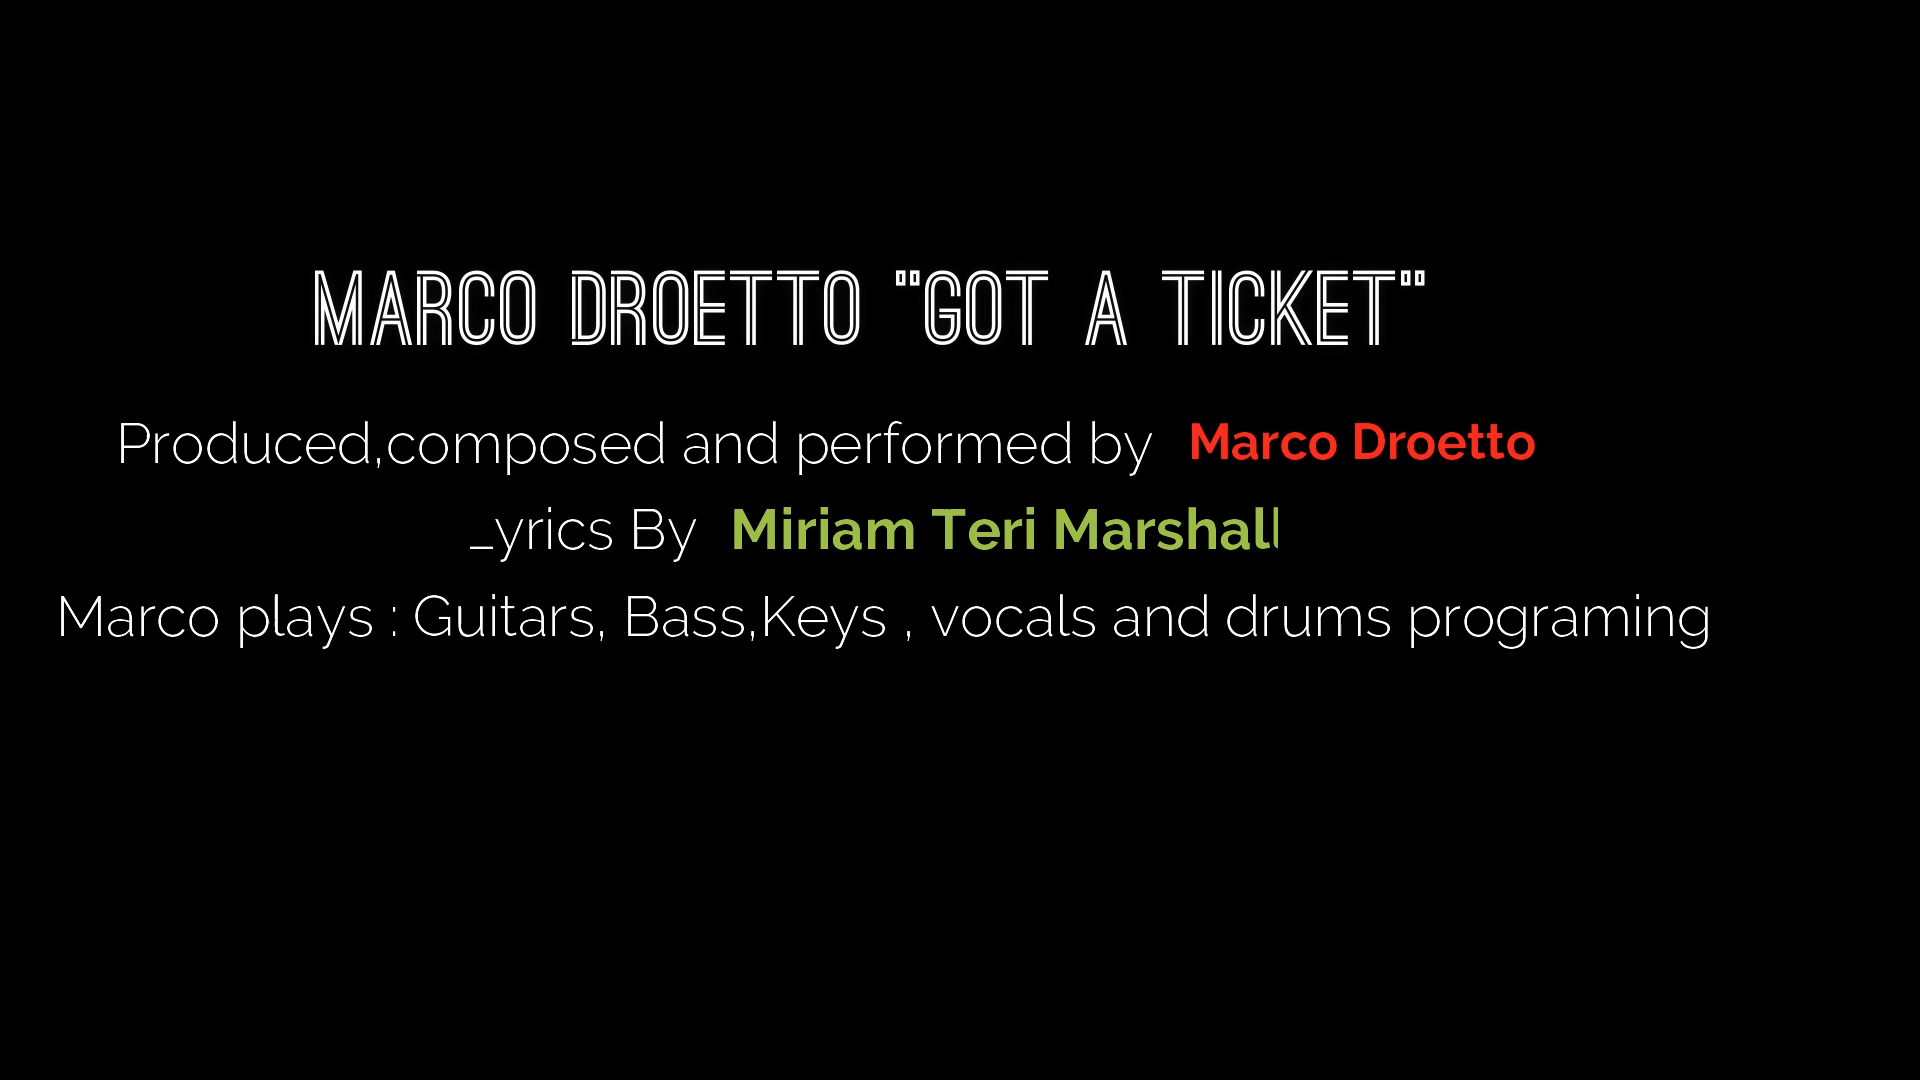 MARCO DROETTO "GOT A TICKET"
Produced,composed and performed by Marco Droetto
Lyrics By Miriam Teri Marshall
Marco plays : Guitars, Bass,Keys , vocals and drums programing